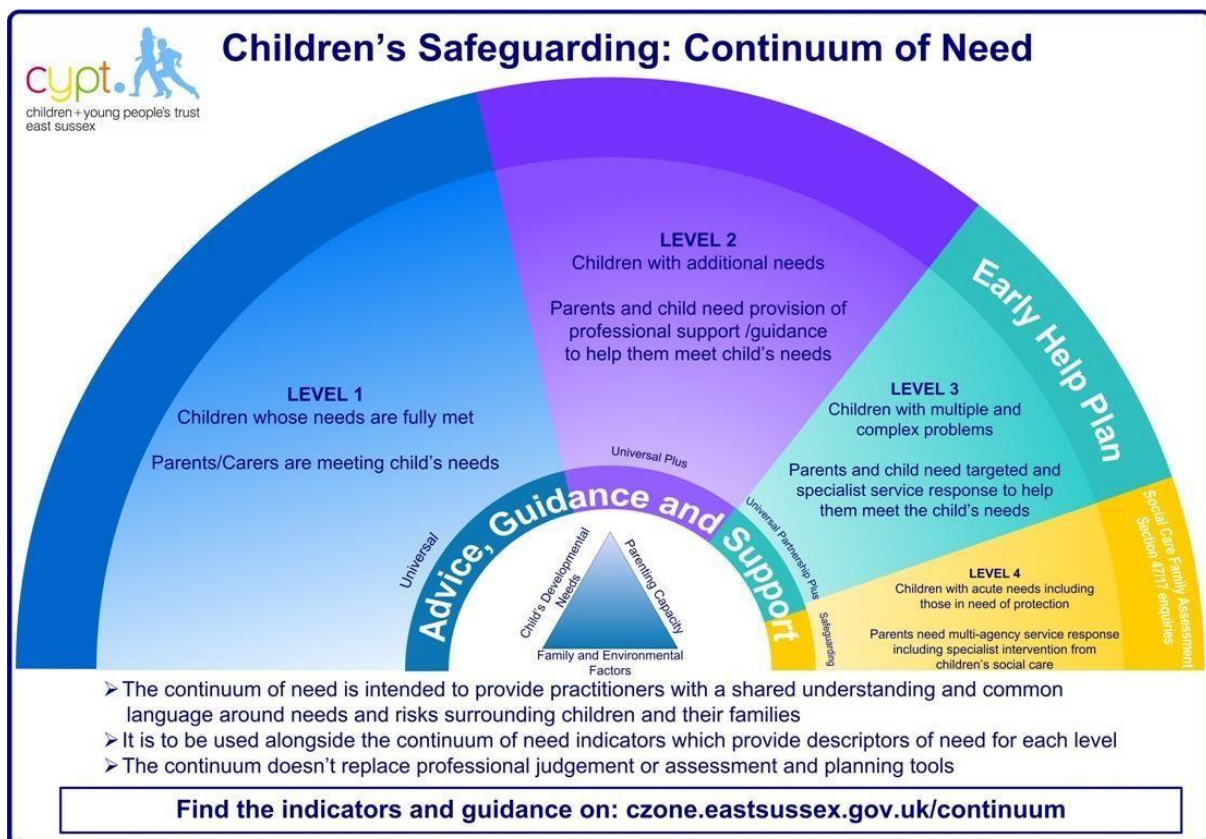 Children's Safeguarding: Continuum of Need
cypt.
children + young people's trust
east sussex
LEVEL 1
Children whose needs are fully met
Parents/Carers are meeting child's needs
LEVEL 2
Children with additional needs
Parents and child need provision of
professional support /guidance
to help them meet child's needs
LEVEL 3
Children with multiple and
complex problems
Parents and child need targeted and
specialist service response to help
them meet the child's needs
Early Help Plan
LEVEL 4
Children with acute needs including
those in need of protection
Parents need multi-agency service response
including specialist intervention from
children's social care
Social Care Family Assessment
Section 47/17 enquiries
Universal
Universal Plus
Universal Partnership Plus
Safeguarding
Advice, Guidance and Support
Child's Developmental
Needs
Parenting Capacity
Family and Environmental
Factors
➢ The continuum of need is intended to provide practitioners with a shared understanding and common
language around needs and risks surrounding children and their families
➢ It is to be used alongside the continuum of need indicators which provide descriptors of need for each level
➢ The continuum doesn't replace professional judgement or assessment and planning tools
Find the indicators and guidance on: czone.eastsussex.gov.uk/continuum